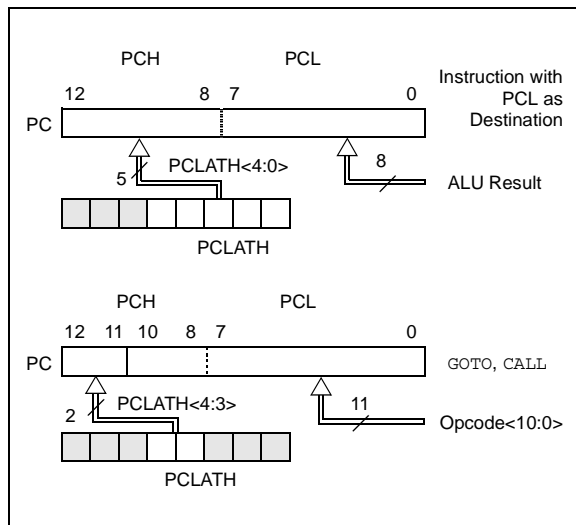 PCH PCL
12 8 7 0
Instruction with
PCL as
Destination
PC
5
PCLATH<4:0>
8
ALU Result
PCLATH
PCH PCL
12 11 10 8 7 0
PC
GOTO, CALL
2
PCLATH<4:3>
11
Opcode<10:0>
PCLATH